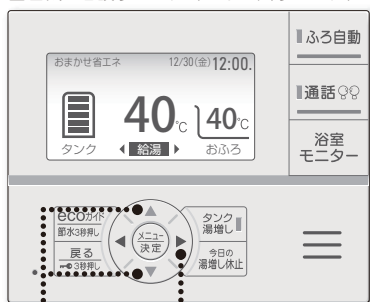 ふろ自動
おまかせ省エネ 12/30(金)12:00.
通話
40℃ 40℃
タンク 給湯 おふろ
浴室
モニター
ecoガイド
節水3秒押し
戻る
3秒押し
メニュー
決定
タンク
湯増し
今日の
湯増し休止